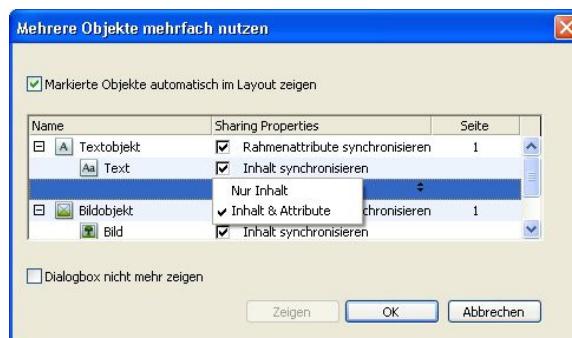 Mehrere Objekte mehrfach nutzen
Markierte Objekte automatisch im Layout zeigen
Name Sharing Properties Seite
A Textobjekt Rahmenattribute synchronisieren 1
Aa Text Inhalt synchronisieren
Nur Inhalt
Inhalt & Attribute
Bildobjekt chronisieren 1
Bild Inhalt synchronisieren
Dialogbox nicht mehr zeigen
Zeigen OK Abbrechen